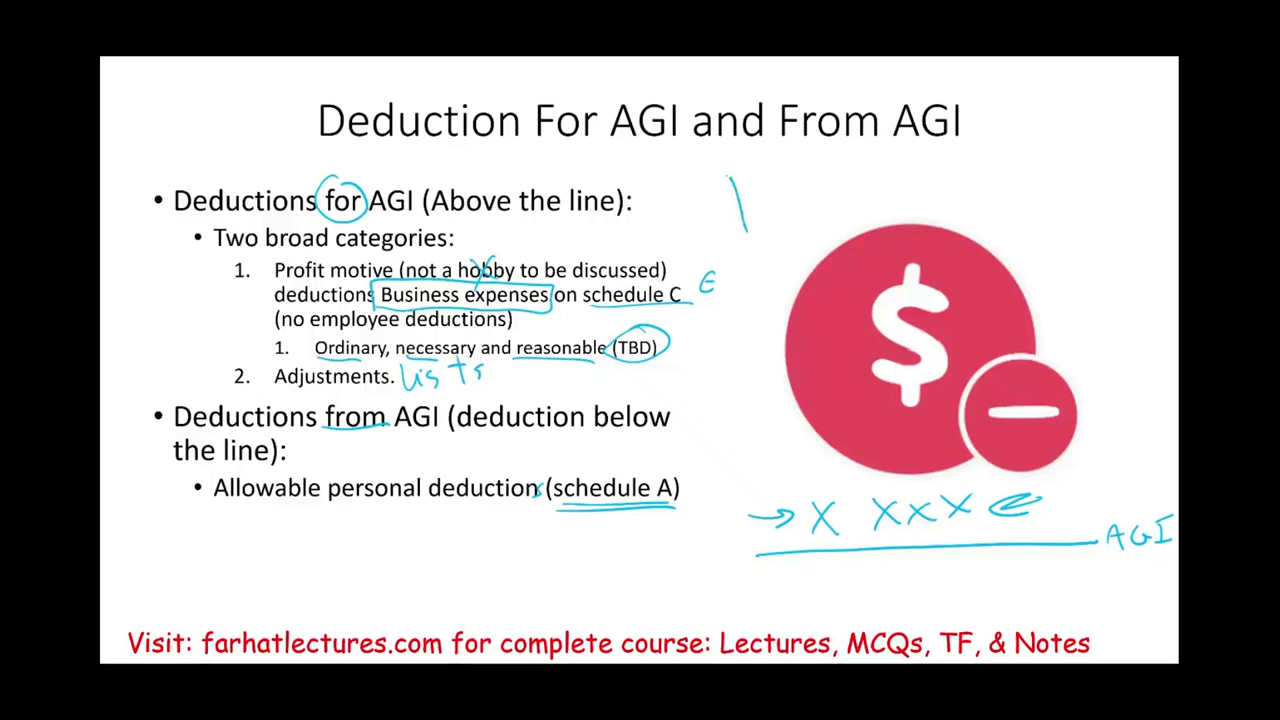 Deduction For AGI and From AGI
• Deductions for AGI (Above the line):
• Two broad categories:
1. Profit motive (not a hobby to be discussed)
deductions Business expenses on schedule C
(no employee deductions)
1. Ordinary, necessary and reasonable (TBD)
2. Adjustments. Lists
• Deductions from AGI (deduction below
the line):
• Allowable personal deductions (schedule A)
$
X XXX
AGI
Visit: farhatlectures.com for complete course: Lectures, MCQs, TF, & Notes